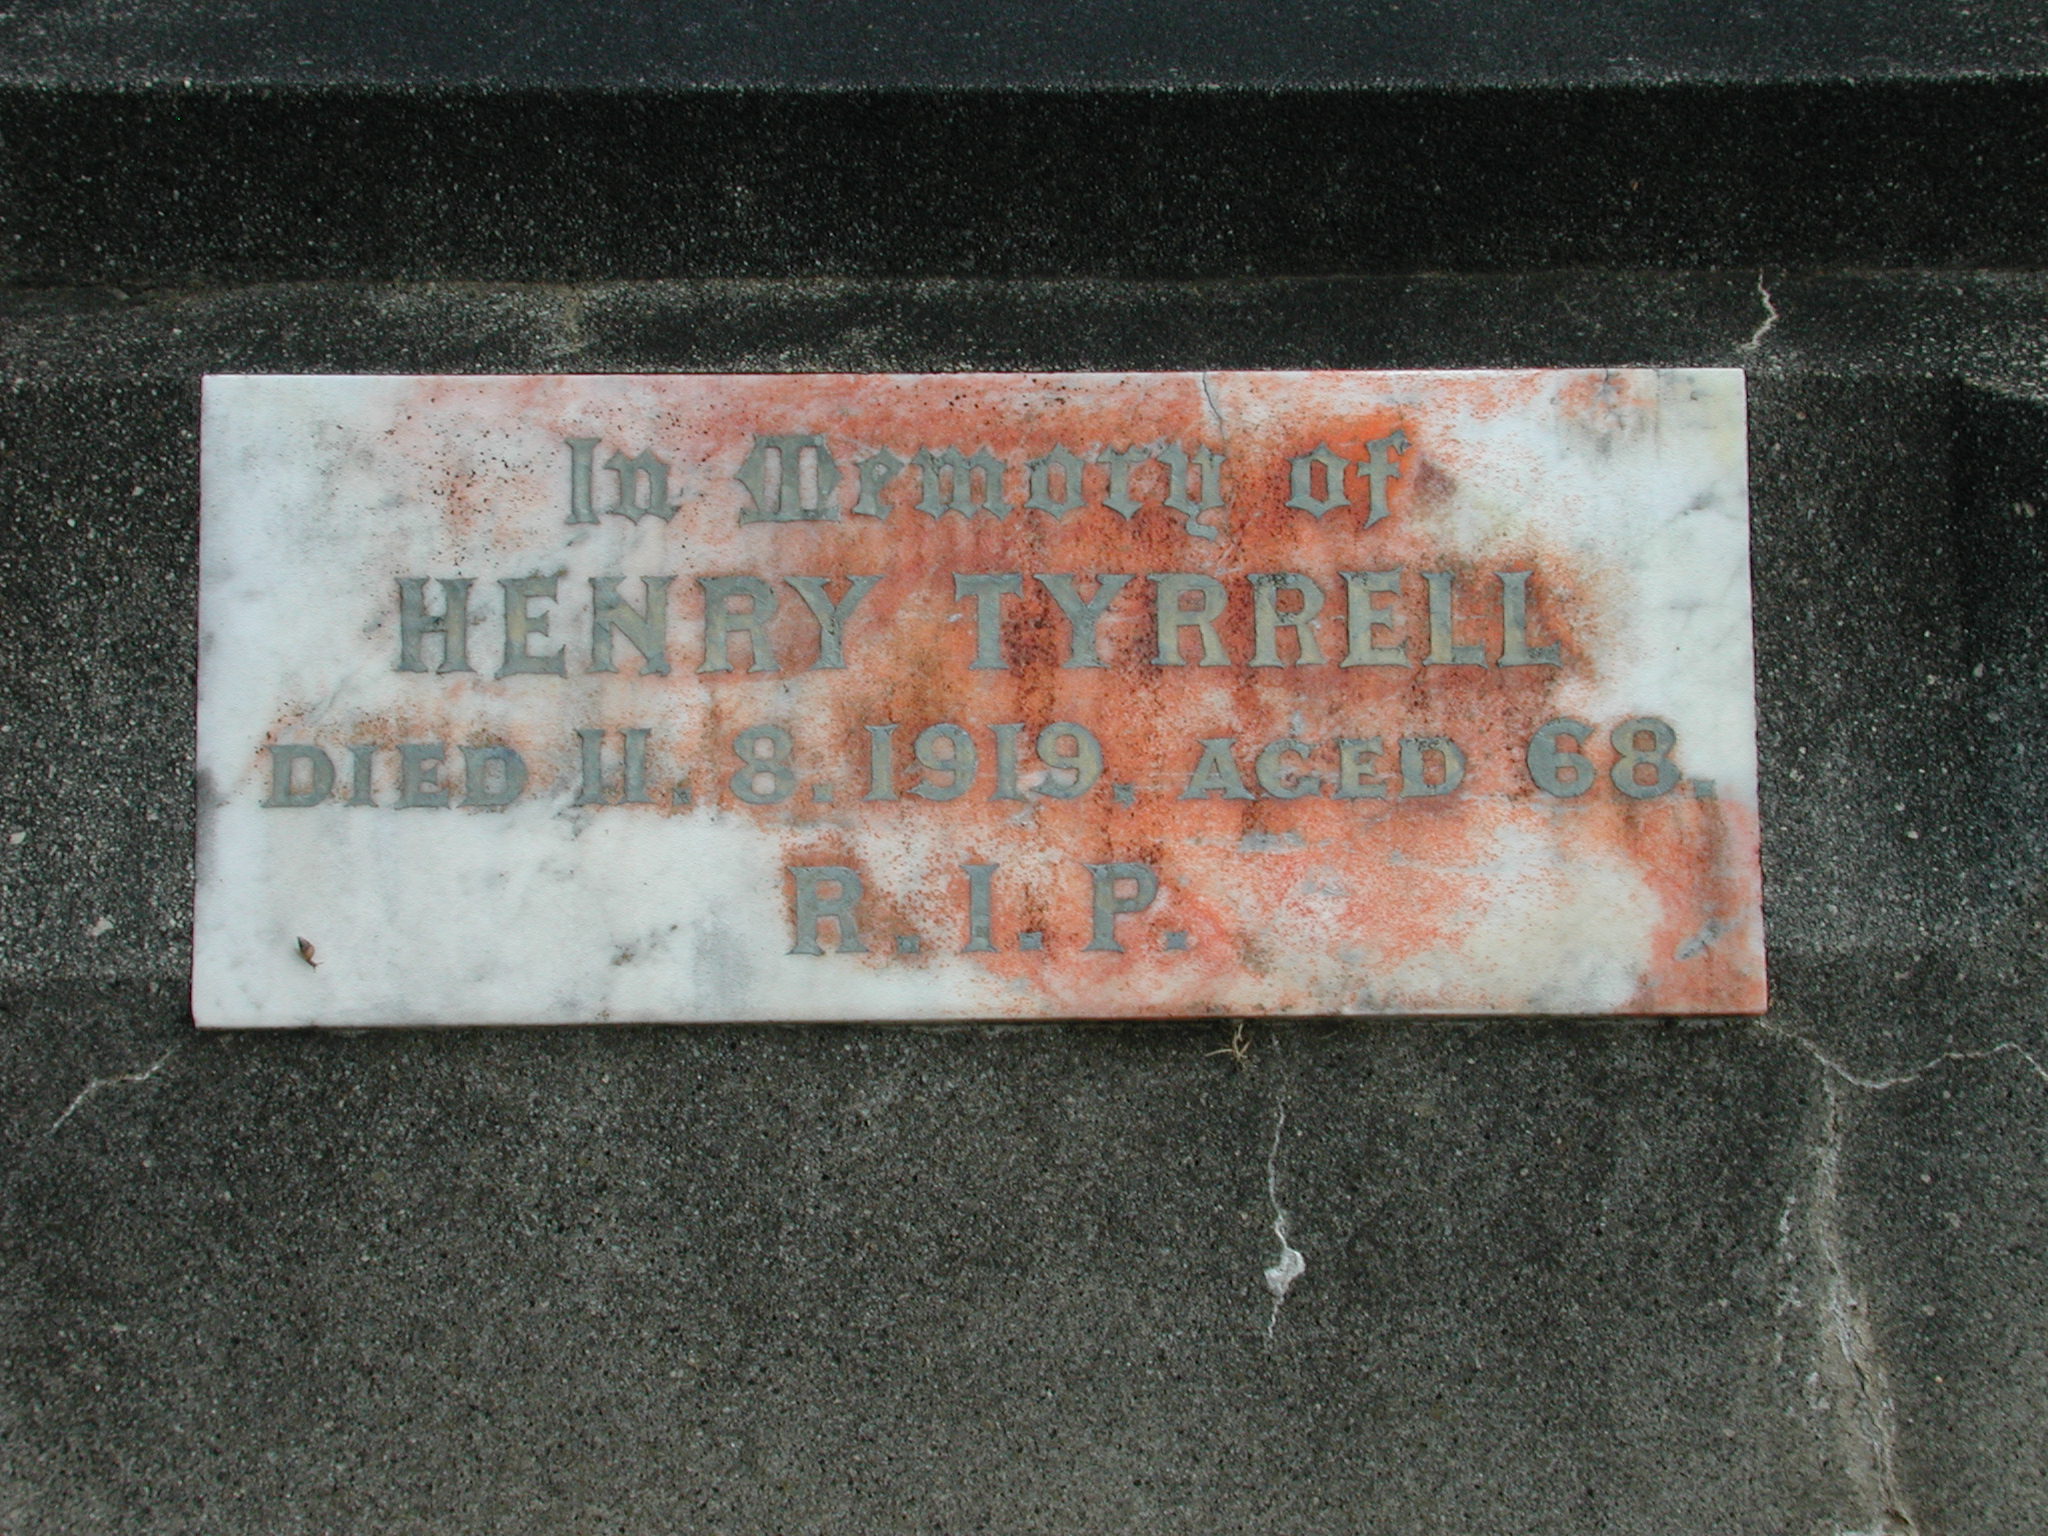 In Memory of
HENRY TYRRELL
DIED 11. 8. 1919. AGED 68.
R. I. P.